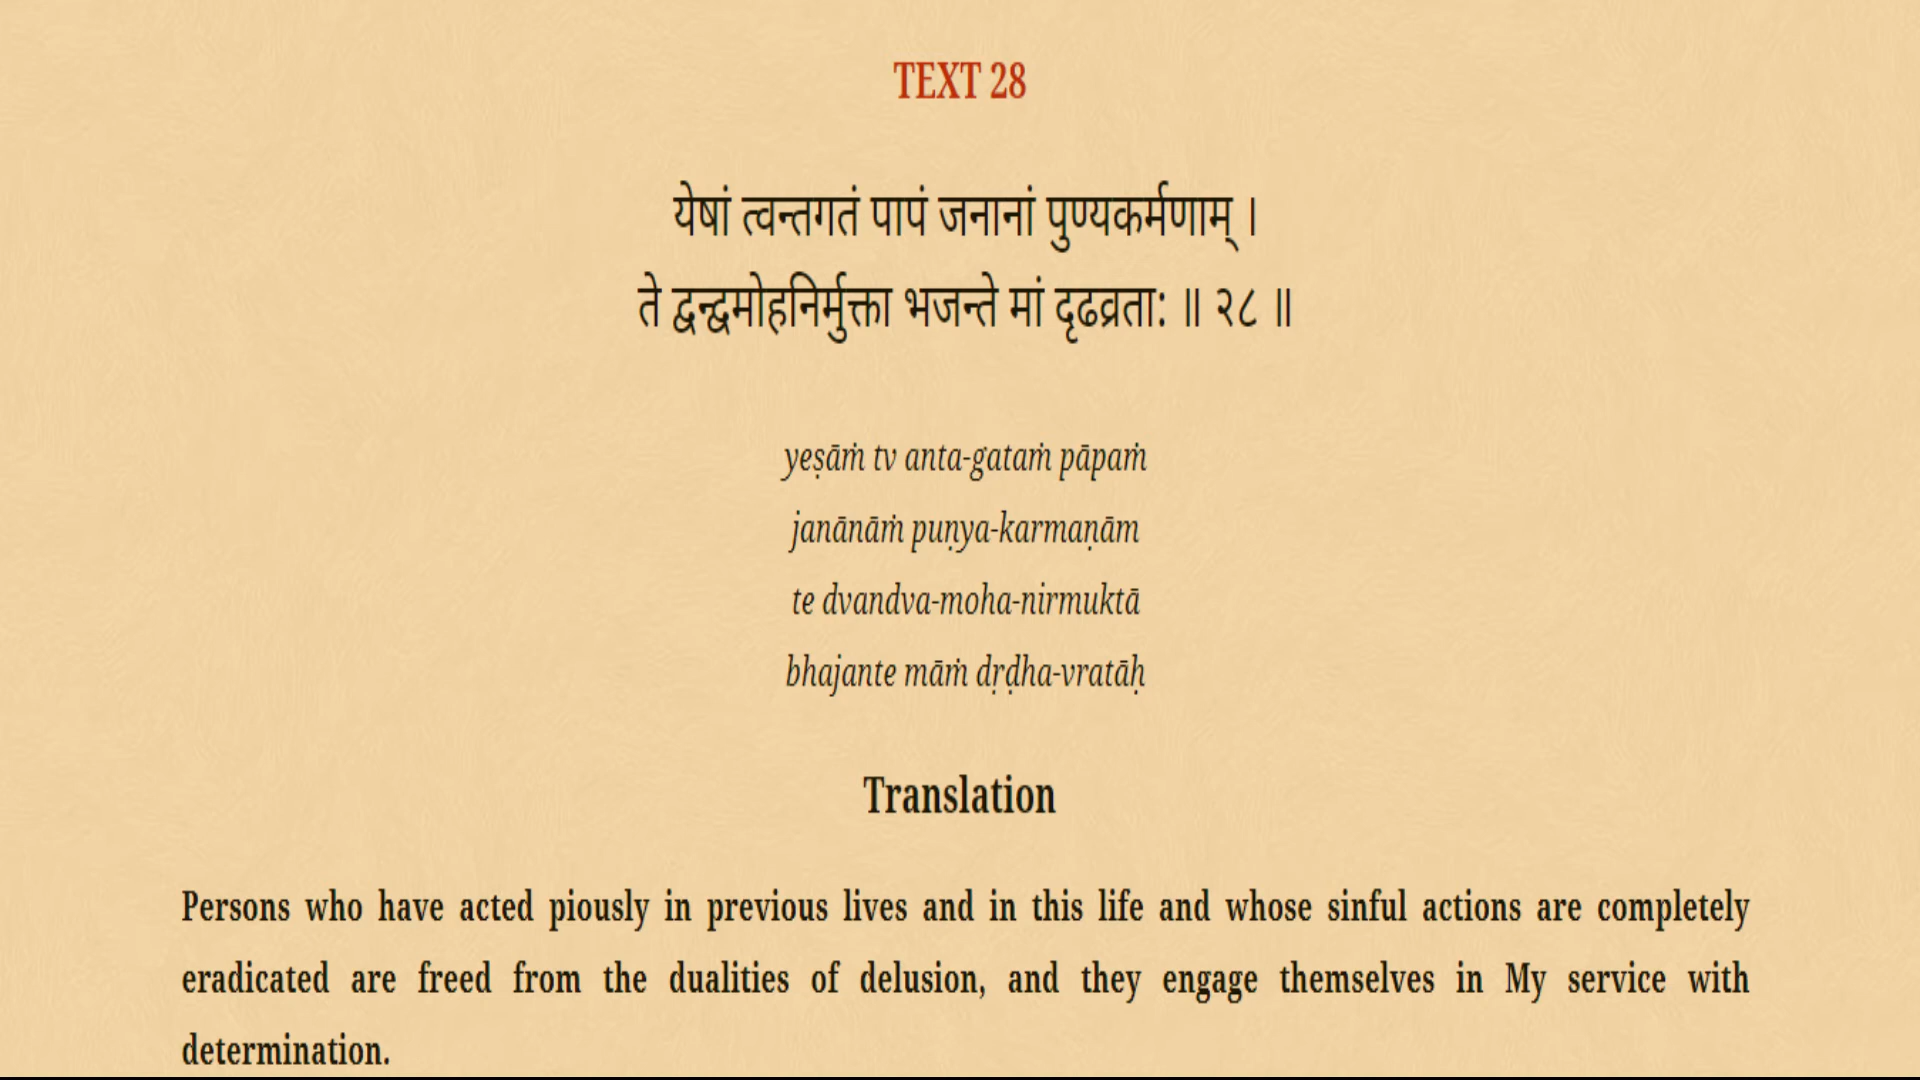 TEXT 28
येषां त्वन्तगतं पापं जनानां पुण्यकर्मणाम् ।
ते द्वन्द्वमोहनिर्मुक्ता भजन्ते मां दृढव्रता: ॥ २८ ॥
yeṣāṁ tv anta-gataṁ pāpaṁ
janānāṁ puṇya-karmaṇām
te dvandva-moha-nirmuktā
bhajante māṁ dṛḍha-vratāḥ
Translation
Persons who have acted piously in previous lives and in this life and whose sinful actions are completely
eradicated are freed from the dualities of delusion, and they engage themselves in My service with
determination.